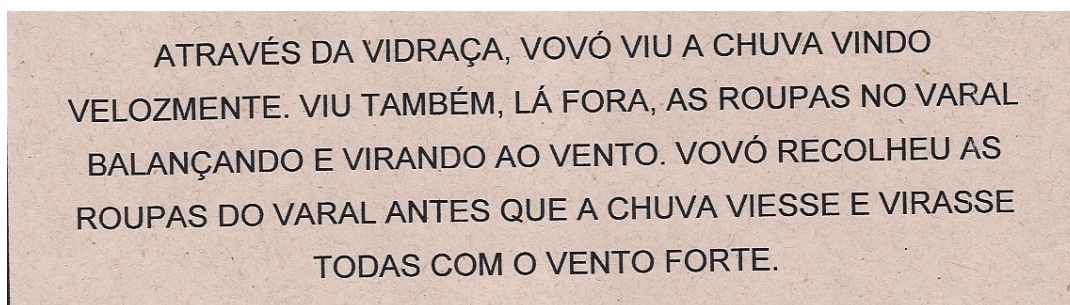 ATRAVÉS DA VIDRAÇA, VOVÓ VIU A CHUVA VINDO
VELOZMENTE. VIU TAMBÉM, LÁ FORA, AS ROUPAS NO VARAL
BALANÇANDO E VIRANDO AO VENTO. VOVÓ RECOLHEU AS
ROUPAS DO VARAL ANTES QUE A CHUVA VIESSE E VIRASSE
TODAS COM O VENTO FORTE.